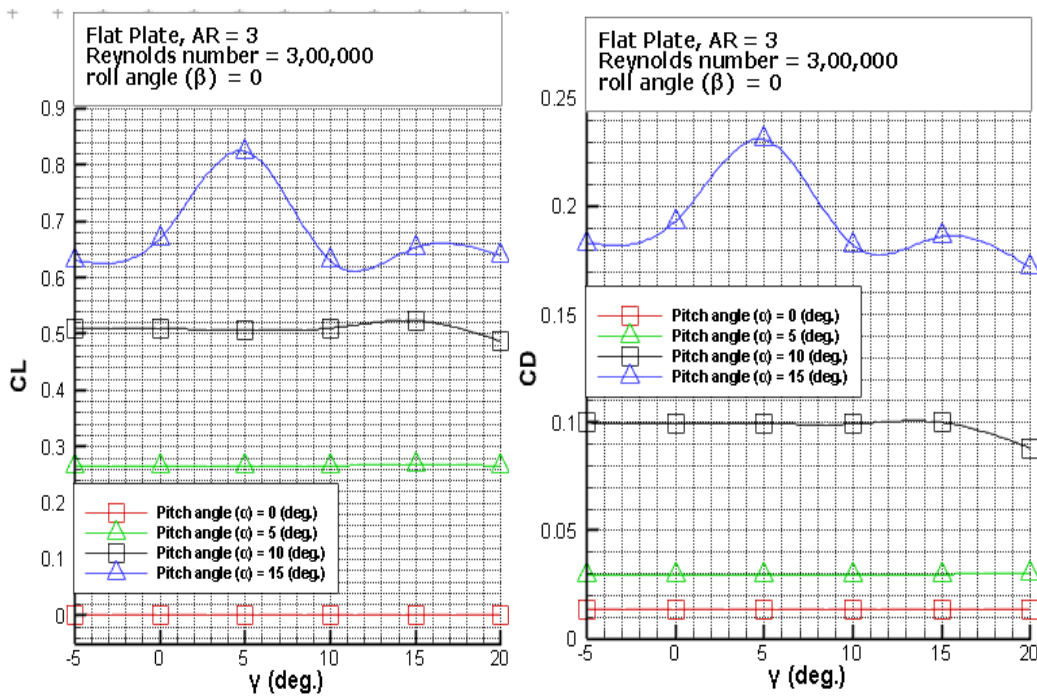 Flat Plate, AR = 3
Reynolds number = 3,00,000
roll angle (β) = 0
0.9
0.8
0.7
0.6
0.5
0.4
0.3
0.2
0.1
0
CL
Pitch angle (α) = 0 (deg.)
Pitch angle (α) = 5 (deg.)
Pitch angle (α) = 10 (deg.)
Pitch angle (α) = 15 (deg.)
-5 0 5 10 15 20
γ (deg.)
Flat Plate, AR = 3
Reynolds number = 3,00,000
roll angle (β) = 0
0.25
0.2
0.15
0.1
0.05
0
CD
Pitch angle (α) = 0 (deg.)
Pitch angle (α) = 5 (deg.)
Pitch angle (α) = 10 (deg.)
Pitch angle (α) = 15 (deg.)
-5 0 5 10 15 20
γ (deg.)